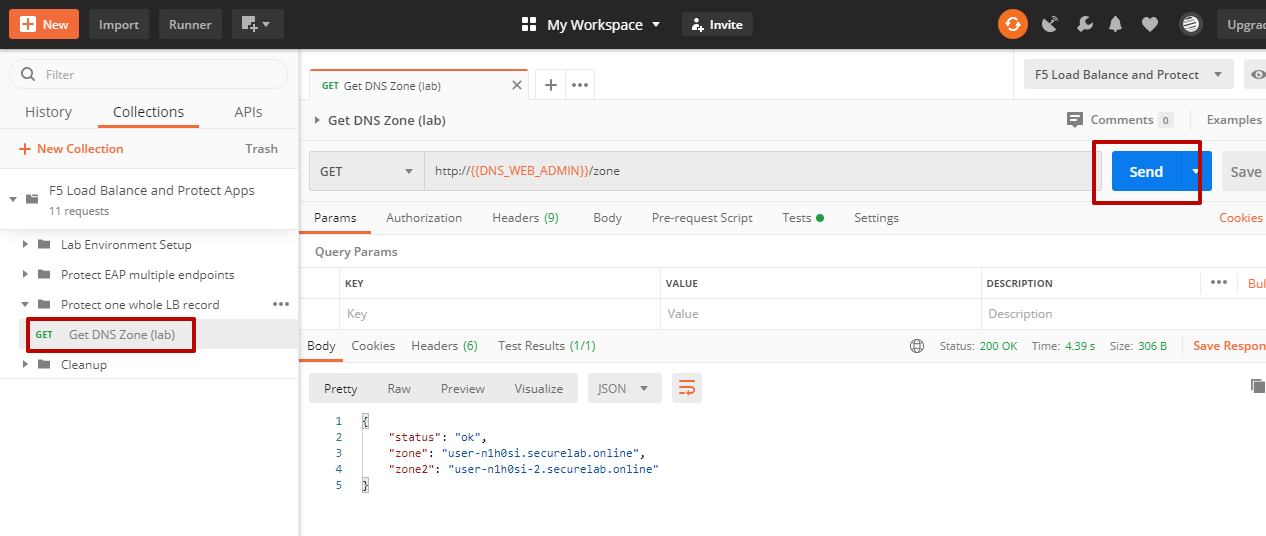 New Import Runner My Workspace Invite Upgrad
Filter
History Collections APIs
New Collection Trash
F5 Load Balance and Protect Apps
11 requests
Lab Environment Setup
Protect EAP multiple endpoints
Protect one whole LB record
GET Get DNS Zone (lab)
Cleanup
GET Get DNS Zone (lab)
F5 Load Balance and Protect
Get DNS Zone (lab) Comments 0 Examples
GET http://{{DNS_WEB_ADMIN}}/zone Send Save
Params Authorization Headers (9) Body Pre-request Script Tests Settings Cookies
Query Params
KEY VALUE DESCRIPTION Bul
Key Value Description
Body Cookies Headers (6) Test Results (1/1) Status: 200 OK Time: 4.39 s Size: 306 B Save Respon
Pretty Raw Preview Visualize JSON
1 {
2 "status": "ok",
3 "zone": "user-n1h0si.securelab.online",
4 "zone2": "user-n1h0si-2.securelab.online"
5 }